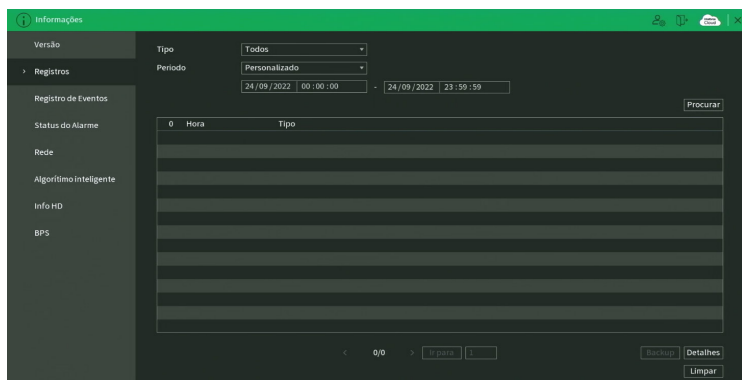 Informações
Cloud
Versão
Registros
Registro de Eventos
Status do Alarme
Rede
Algorítimo inteligente
Info HD
BPS
Tipo Todos
Período Personalizado
24/09/2022 00:00:00 - 24/09/2022 23:59:59
Procurar
0 Hora Tipo
< 0/0 > Ir para 1
Backup Detalhes
Limpar